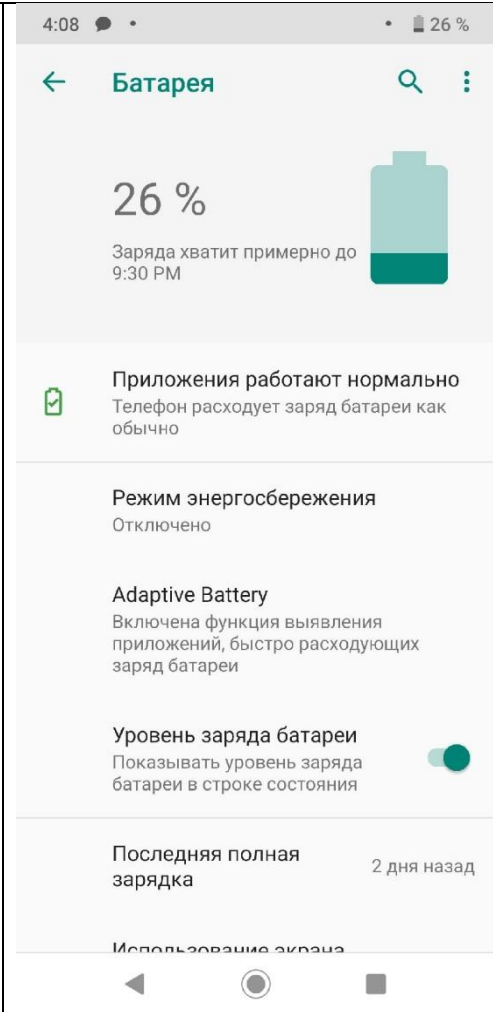 4:08
26 %
Батарея
26 %
Заряда хватит примерно до
9:30 PM
Приложения работают нормально
Телефон расходует заряд батареи как
обычно
Режим энергосбережения
Отключено
Adaptive Battery
Включена функция выявления
приложений, быстро расходующих
заряд батареи
Уровень заряда батареи
Показывать уровень заряда
батареи в строке состояния
Последняя полная
зарядка
2 дня назад
Использование экрана